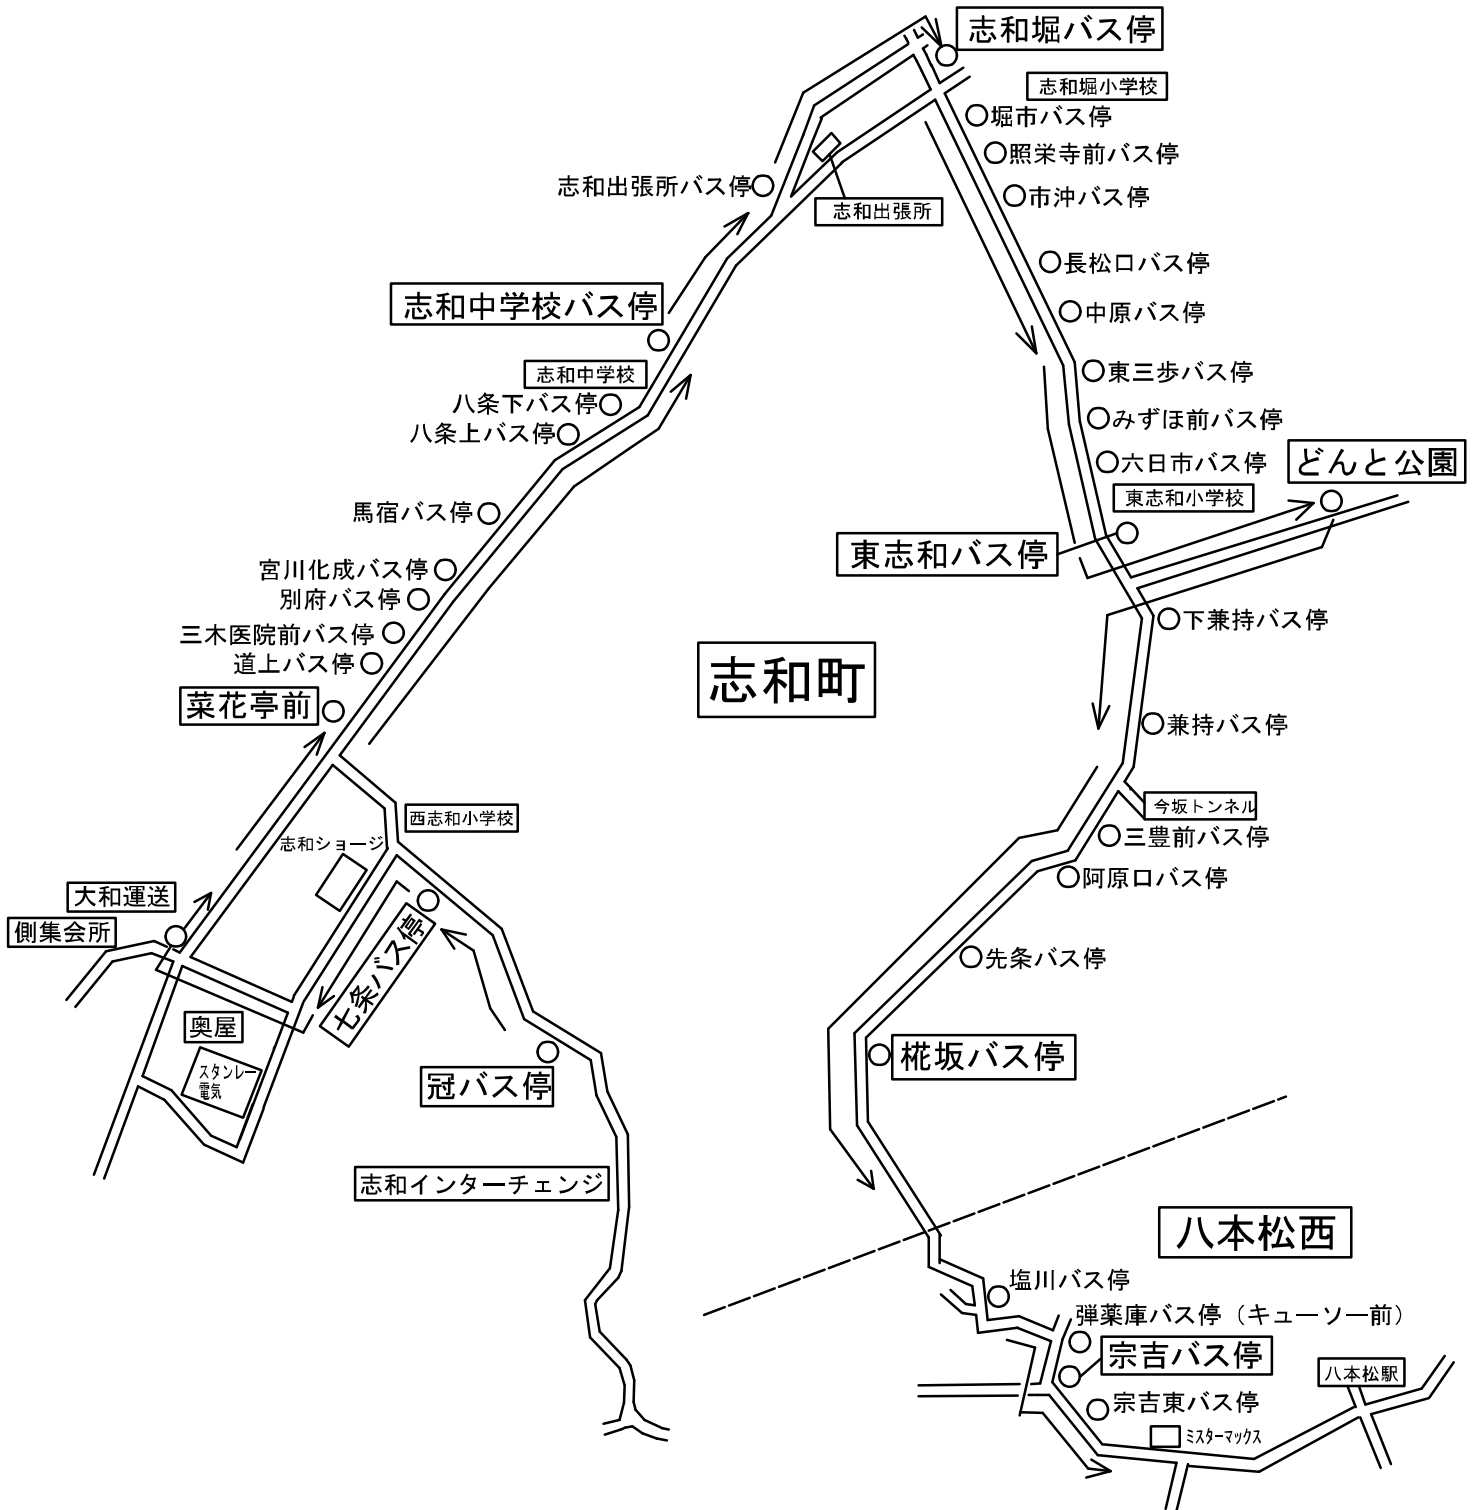 志和堀バス停
志和堀小学校
堀市バス停
照栄寺前バス停
志和出張所バス停
市沖バス停
志和出張所
長松口バス停
志和中学校バス停
中原バス停
志和中学校
東三歩バス停
八条下バス停
みずほ前バス停
八条上バス停
六日市バス停
どんと公園
東志和小学校
馬宿バス停
東志和バス停
宮川化成バス停
別府バス停
下兼持バス停
三木医院前バス停
道上バス停
志和町
菜花亭前
兼持バス停
今坂トンネル
西志和小学校
三豊前バス停
志和ショージ
阿原口バス停
大和運送
側集会所
七条バス停
先条バス停
奥屋
椛坂バス停
スタンレー
電気
冠バス停
志和インターチェンジ
八本松西
塩川バス停
弾薬庫バス停（キューソー前）
宗吉バス停
八本松駅
宗吉東バス停
ミスターマックス